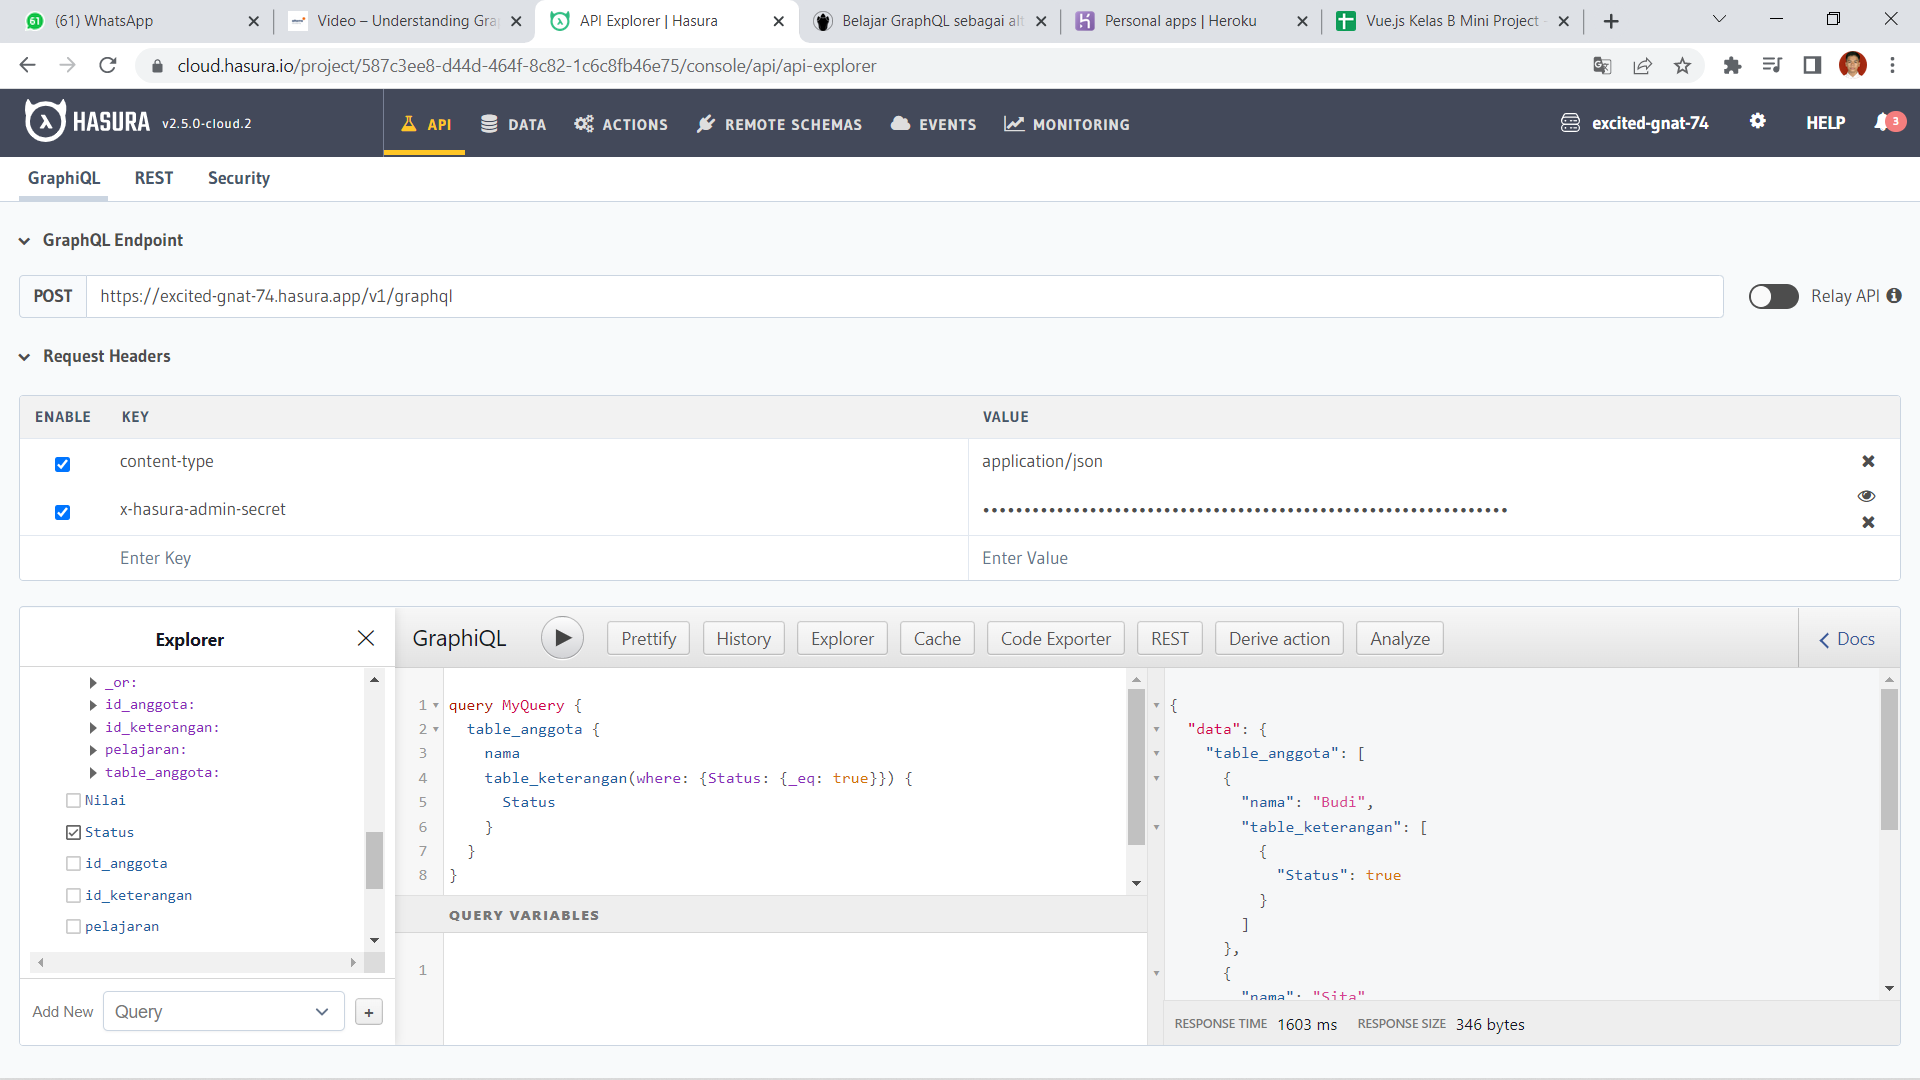 (61) WhatsApp
Video – Understanding Gra
API Explorer | Hasura
Belajar GraphQL sebagai alt
Personal apps | Heroku
Vue.js Kelas B Mini Project -
cloud.hasura.io/project/587c3ee8-d44d-464f-8c82-1c6c8fb46e75/console/api/api-explorer
HASURA v2.5.0-cloud.2
API
DATA
ACTIONS
REMOTE SCHEMAS
EVENTS
MONITORING
excited-gnat-74
HELP
3
GraphiQL
REST
Security
GraphQL Endpoint
POST
https://excited-gnat-74.hasura.app/v1/graphql
Relay API
Request Headers
ENABLE KEY VALUE
content-type application/json
x-hasura-admin-secret ••••••••••••••••••••••••••••••••••••••••••••••••••••••••••••••••
Enter Key Enter Value
Explorer
_or:
id_anggota:
id_keterangan:
pelajaran:
table_anggota:
Nilai
Status
id_anggota
id_keterangan
pelajaran
Add New Query +
GraphiQL
Prettify
History
Explorer
Cache
Code Exporter
REST
Derive action
Analyze
Docs
1 query MyQuery {
2 table_anggota {
3 nama
4 table_keterangan(where: {Status: {_eq: true}}) {
5 Status
6 }
7 }
8 }
QUERY VARIABLES
1
{
"data": {
"table_anggota": [
{
"nama": "Budi",
"table_keterangan": [
{
"Status": true
}
]
},
{
"nama": "Sita"
RESPONSE TIME 1603 ms RESPONSE SIZE 346 bytes